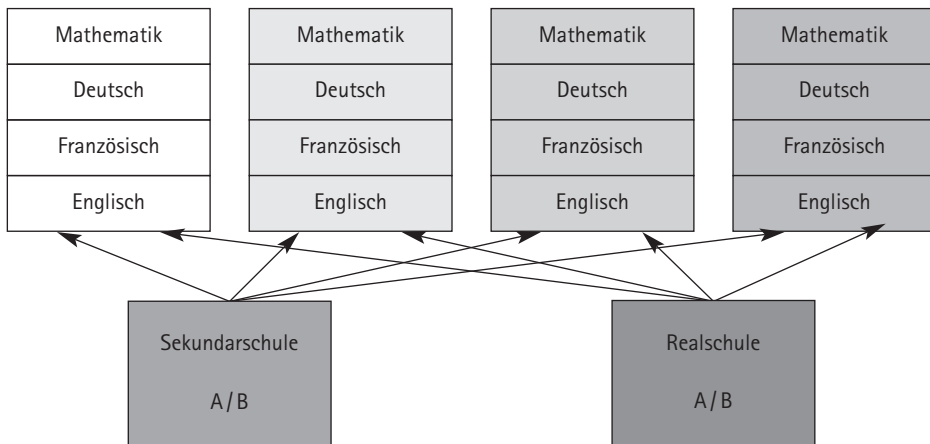 Mathematik
Deutsch
Französisch
Englisch
Mathematik
Deutsch
Französisch
Englisch
Mathematik
Deutsch
Französisch
Englisch
Mathematik
Deutsch
Französisch
Englisch
Sekundarschule
A / B
Realschule
A / B